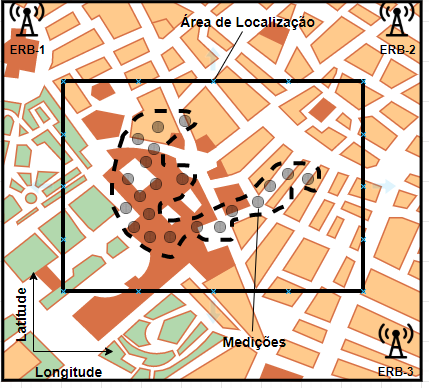 Área de Localização
ERB-1
ERB-2
Latitude
Medições
Longitude
ERB-3